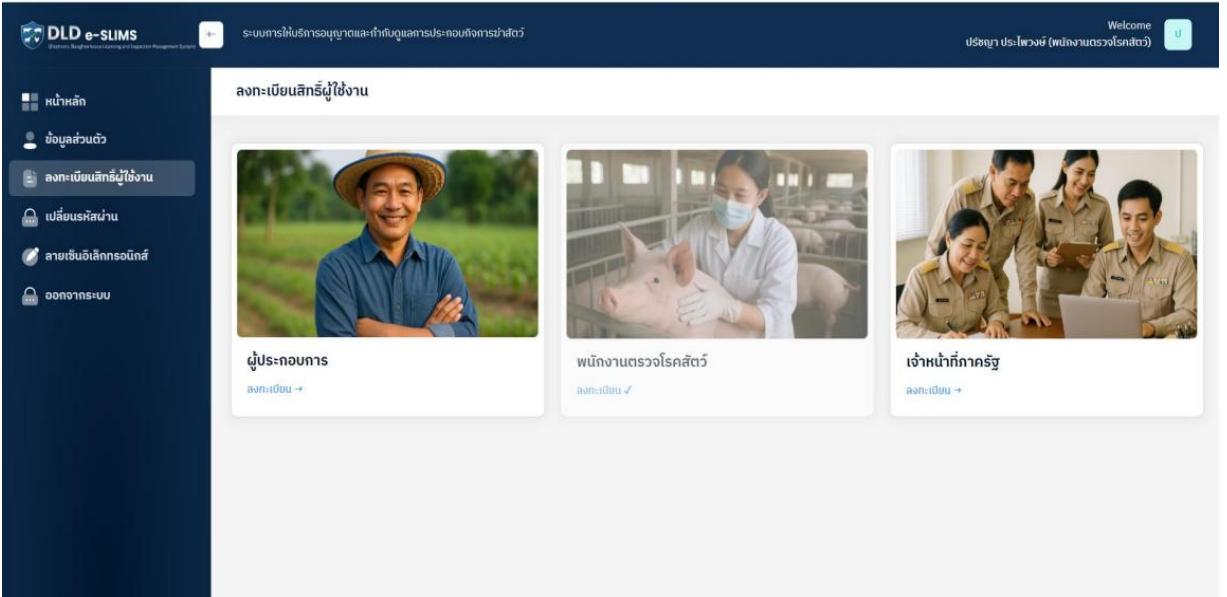 DLD e-SLIMS
(Electronic Slaughterhouse Licensing and Inspection Management System)
←
ระบบการให้บริการอนุญาตและกำกับดูแลการประกอบกิจการฆ่าสัตว์
Welcome
ปรัชญา ประไพวงษ์ (พนักงานตรวจโรคสัตว์)
ป
หน้าหลัก
ข้อมูลส่วนตัว
ลงทะเบียนสิทธิ์ผู้ใช้งาน
เปลี่ยนรหัสผ่าน
ลายเซ็นอิเล็กทรอนิกส์
ออกจากระบบ
ลงทะเบียนสิทธิ์ผู้ใช้งาน
ผู้ประกอบการ
ลงทะเบียน →
พนักงานตรวจโรคสัตว์
ลงทะเบียน ✓
เจ้าหน้าที่ภาครัฐ
ลงทะเบียน →